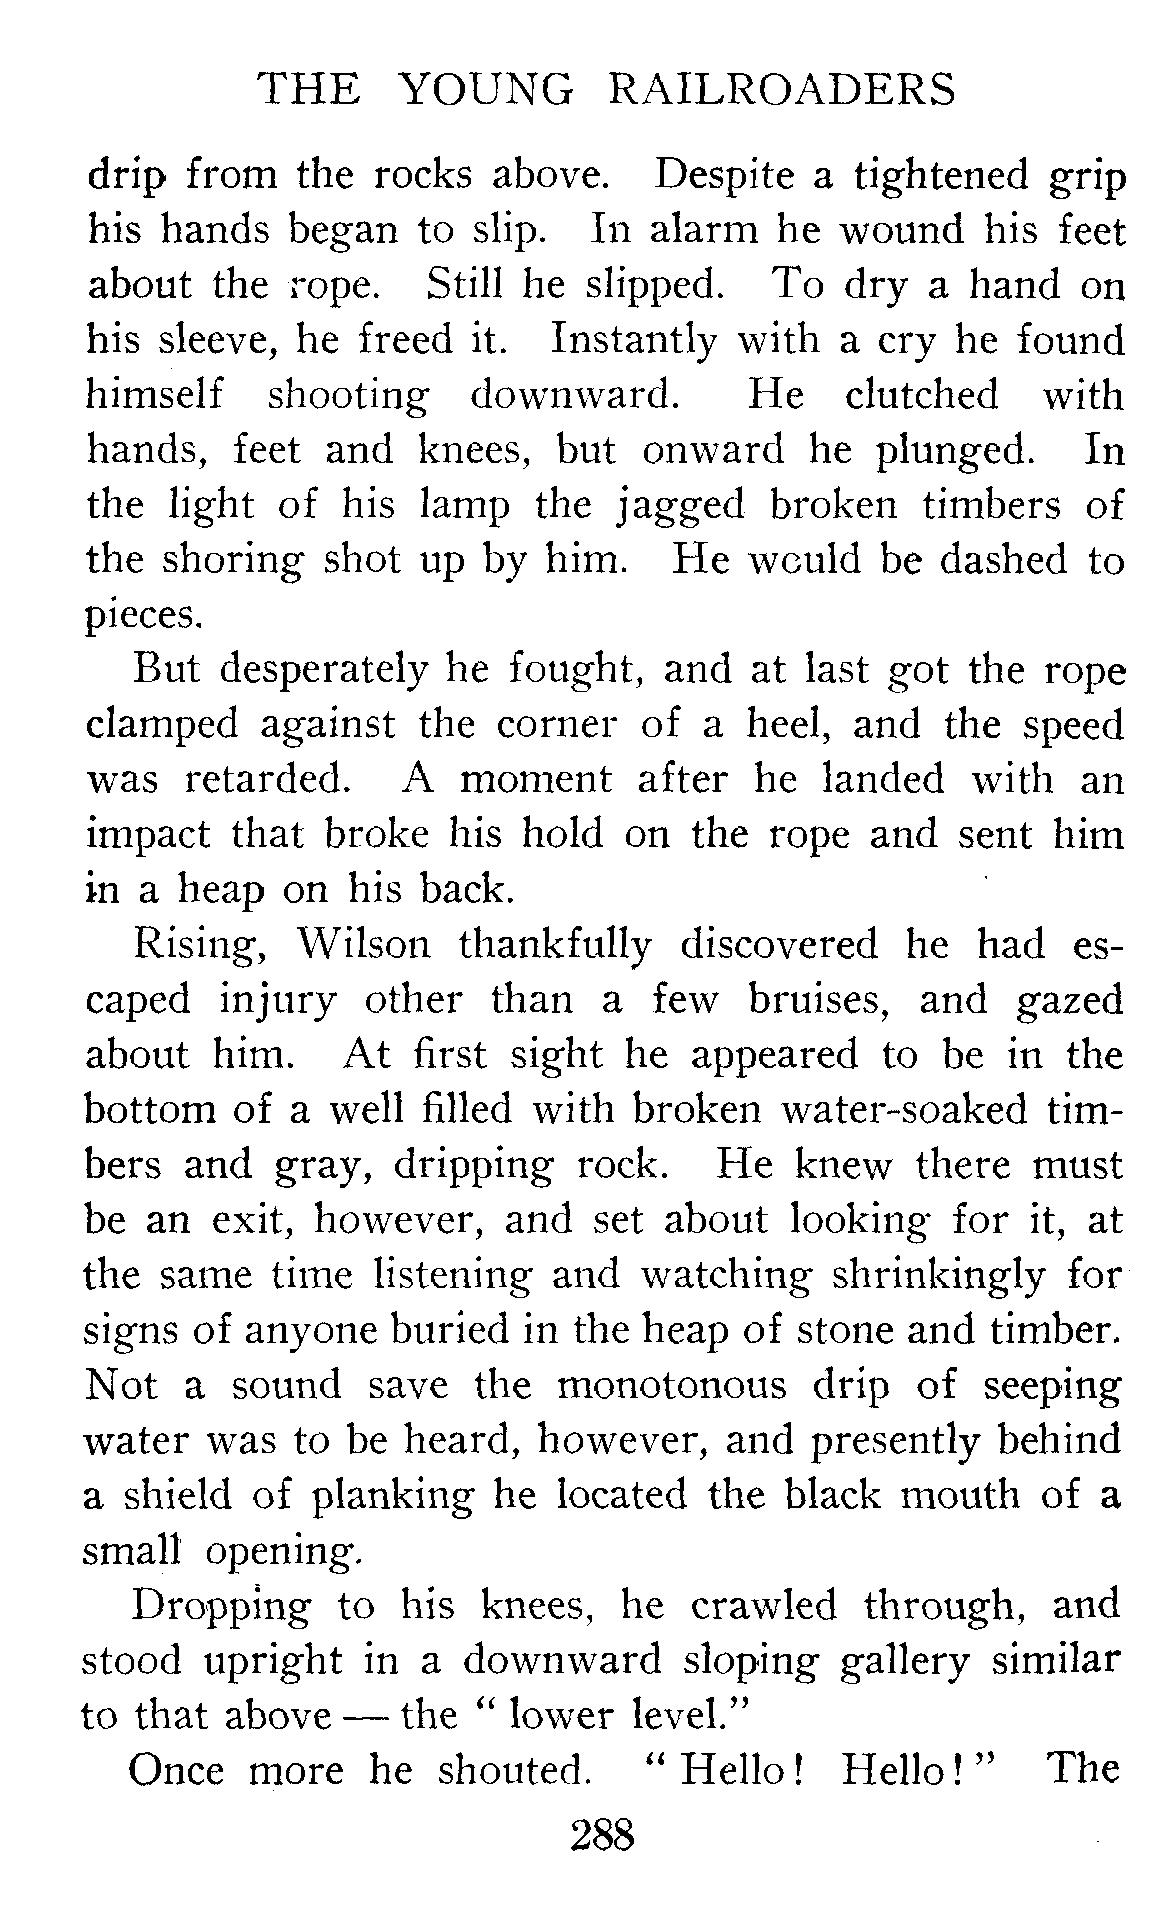 THE YOUNG RAILROADERS
drip from the rocks above. Despite a tightened grip
his hands began to slip. In alarm he wound his feet
about the rope. Still he slipped. To dry a hand on
his sleeve, he freed it. Instantly with a cry he found
himself shooting downward. He clutched with
hands, feet and knees, but onward he plunged. In
the light of his lamp the jagged broken timbers of
the shoring shot up by him. He would be dashed to
pieces.
But desperately he fought, and at last got the rope
clamped against the corner of a heel, and the speed
was retarded. A moment after he landed with an
impact that broke his hold on the rope and sent him
in a heap on his back.
Rising, Wilson thankfully discovered he had es-
caped injury other than a few bruises, and gazed
about him. At first sight he appeared to be in the
bottom of a well filled with broken water-soaked tim-
bers and gray, dripping rock. He knew there must
be an exit, however, and set about looking for it, at
the same time listening and watching shrinkingly for
signs of anyone buried in the heap of stone and timber.
Not a sound save the monotonous drip of seeping
water was to be heard, however, and presently behind
a shield of planking he located the black mouth of a
small opening.
Dropping to his knees, he crawled through, and
stood upright in a downward sloping gallery similar
to that above — the " lower level."
Once more he shouted. " Hello! Hello! " The
288